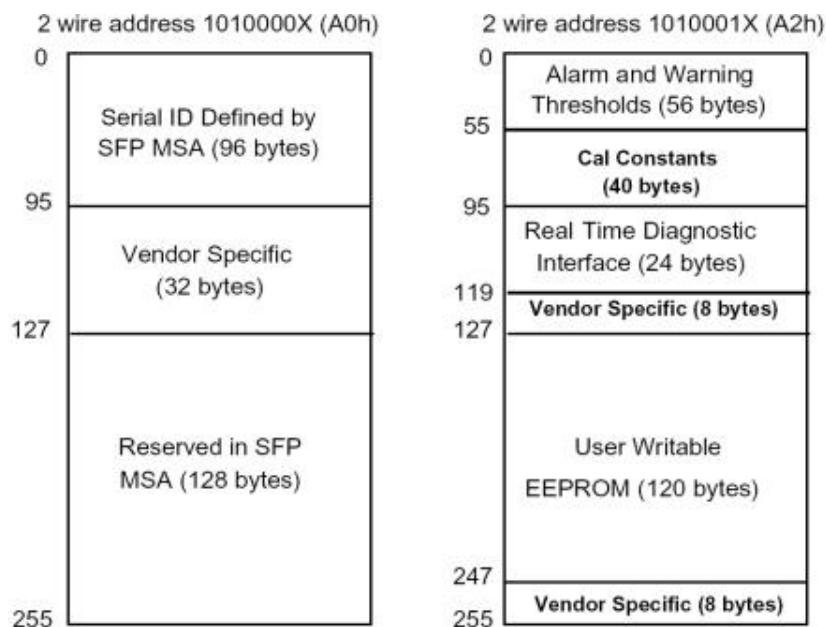 2 wire address 1010000X (A0h)
0
Serial ID Defined by
SFP MSA (96 bytes)
95
Vendor Specific
(32 bytes)
127
Reserved in SFP
MSA (128 bytes)
255
2 wire address 1010001X (A2h)
0
Alarm and Warning
Thresholds (56 bytes)
55
Cal Constants
(40 bytes)
95
Real Time Diagnostic
Interface (24 bytes)
119
Vendor Specific (8 bytes)
127
User Writable
EEPROM (120 bytes)
247
Vendor Specific (8 bytes)
255